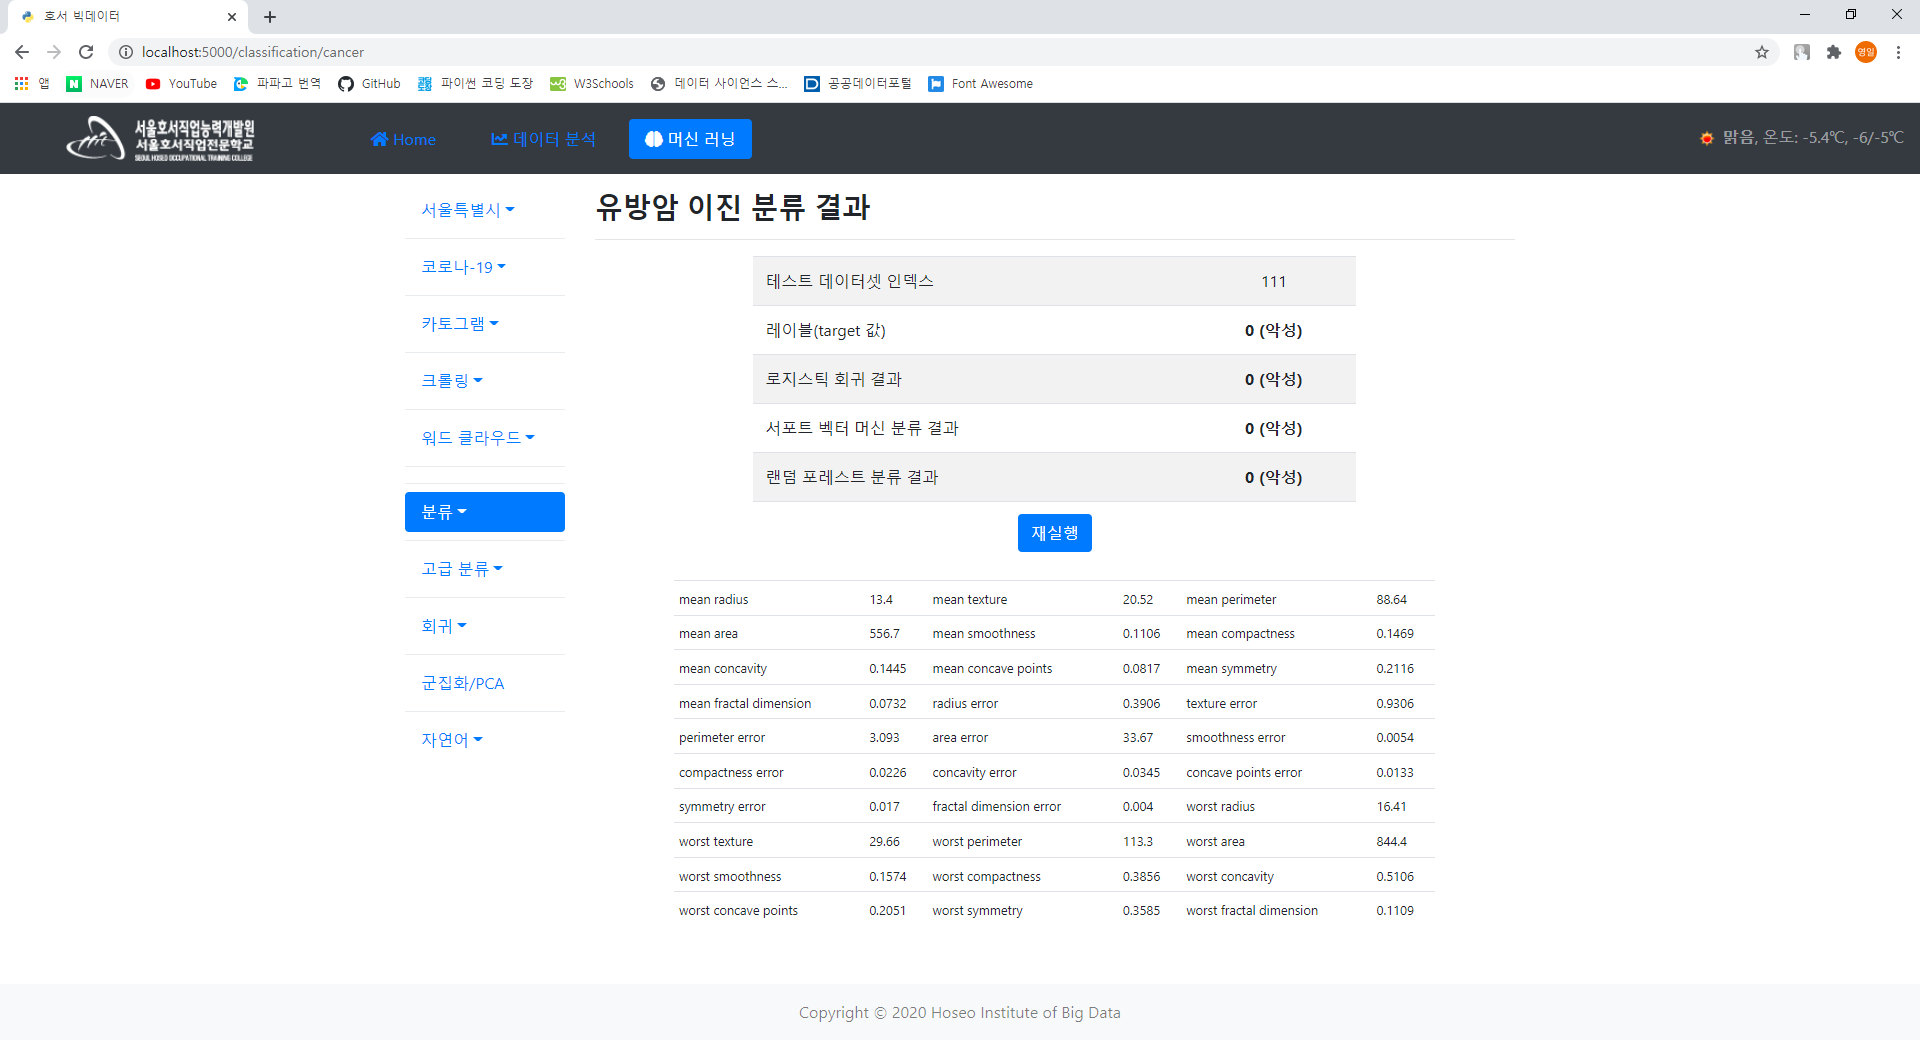 호서 빅데이터
localhost:5000/classification/cancer
영일
앱 NAVER YouTube 파파고 번역 GitHub 파이썬 코딩 도장 W3Schools 데이터 사이언스 스... 공공데이터포털 Font Awesome
서울호서직업능력개발원
서울호서직업전문학교
SEOUL HOSEO OCCUPATIONAL TRAINING COLLEGE
Home 데이터 분석 머신 러닝 맑음, 온도: -5.4℃, -6/-5℃
서울특별시
코로나-19
카토그램
크롤링
워드 클라우드
분류
고급 분류
회귀
군집화/PCA
자연어
유방암 이진 분류 결과
테스트 데이터셋 인덱스 111
레이블(target 값) 0 (악성)
로지스틱 회귀 결과 0 (악성)
서포트 벡터 머신 분류 결과 0 (악성)
랜덤 포레스트 분류 결과 0 (악성)
재실행
mean radius 13.4 mean texture 20.52 mean perimeter 88.64
mean area 556.7 mean smoothness 0.1106 mean compactness 0.1469
mean concavity 0.1445 mean concave points 0.0817 mean symmetry 0.2116
mean fractal dimension 0.0732 radius error 0.3906 texture error 0.9306
perimeter error 3.093 area error 33.67 smoothness error 0.0054
compactness error 0.0226 concavity error 0.0345 concave points error 0.0133
symmetry error 0.017 fractal dimension error 0.004 worst radius 16.41
worst texture 29.66 worst perimeter 113.3 worst area 844.4
worst smoothness 0.1574 worst compactness 0.3856 worst concavity 0.5106
worst concave points 0.2051 worst symmetry 0.3585 worst fractal dimension 0.1109
Copyright © 2020 Hoseo Institute of Big Data